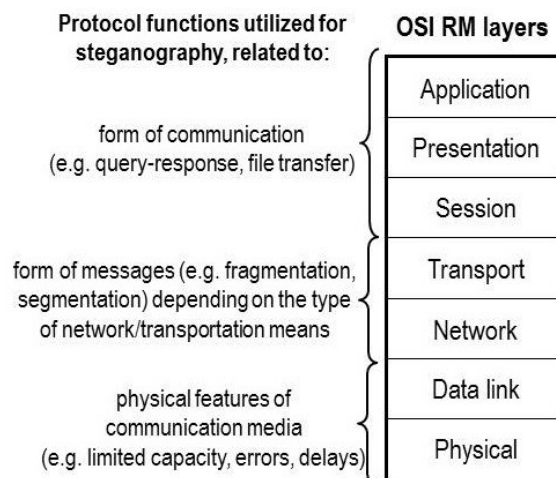 Protocol functions utilized for
steganography, related to:
OSI RM layers
form of communication
(e.g. query-response, file transfer)
Application
Presentation
Session
form of messages (e.g. fragmentation,
segmentation) depending on the type
of network/transportation means
Transport
Network
physical features of
communication media
(e.g. limited capacity, errors, delays)
Data link
Physical